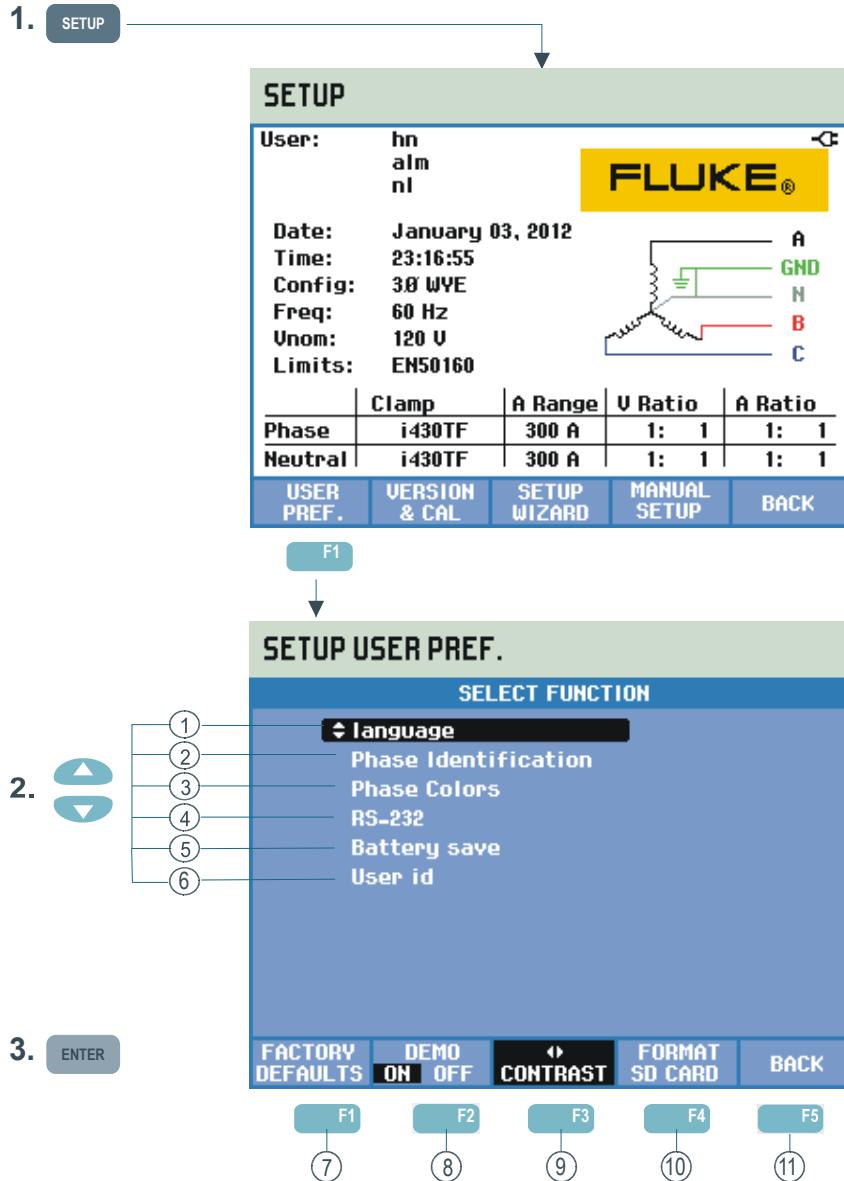 1. SETUP
SETUP
User: hn
alm
nl
FLUKE®
Date: January 03, 2012
Time: 23:16:55
Config: 3Ø WYE
Freq: 60 Hz
Vnom: 120 V
Limits: EN50160
A
GND
N
B
C
Clamp A Range V Ratio A Ratio
Phase i430TF 300 A 1: 1 1: 1
Neutral i430TF 300 A 1: 1 1: 1
USER PREF. VERSION & CAL SETUP WIZARD MANUAL SETUP BACK
F1
SETUP USER PREF.
SELECT FUNCTION
1 language
2 Phase Identification
2.
3 Phase Colors
4 RS-232
5 Battery save
6 User id
3. ENTER
FACTORY DEFAULTS DEMO ON OFF CONTRAST FORMAT SD CARD BACK
F1 F2 F3 F4 F5
7 8 9 10 11